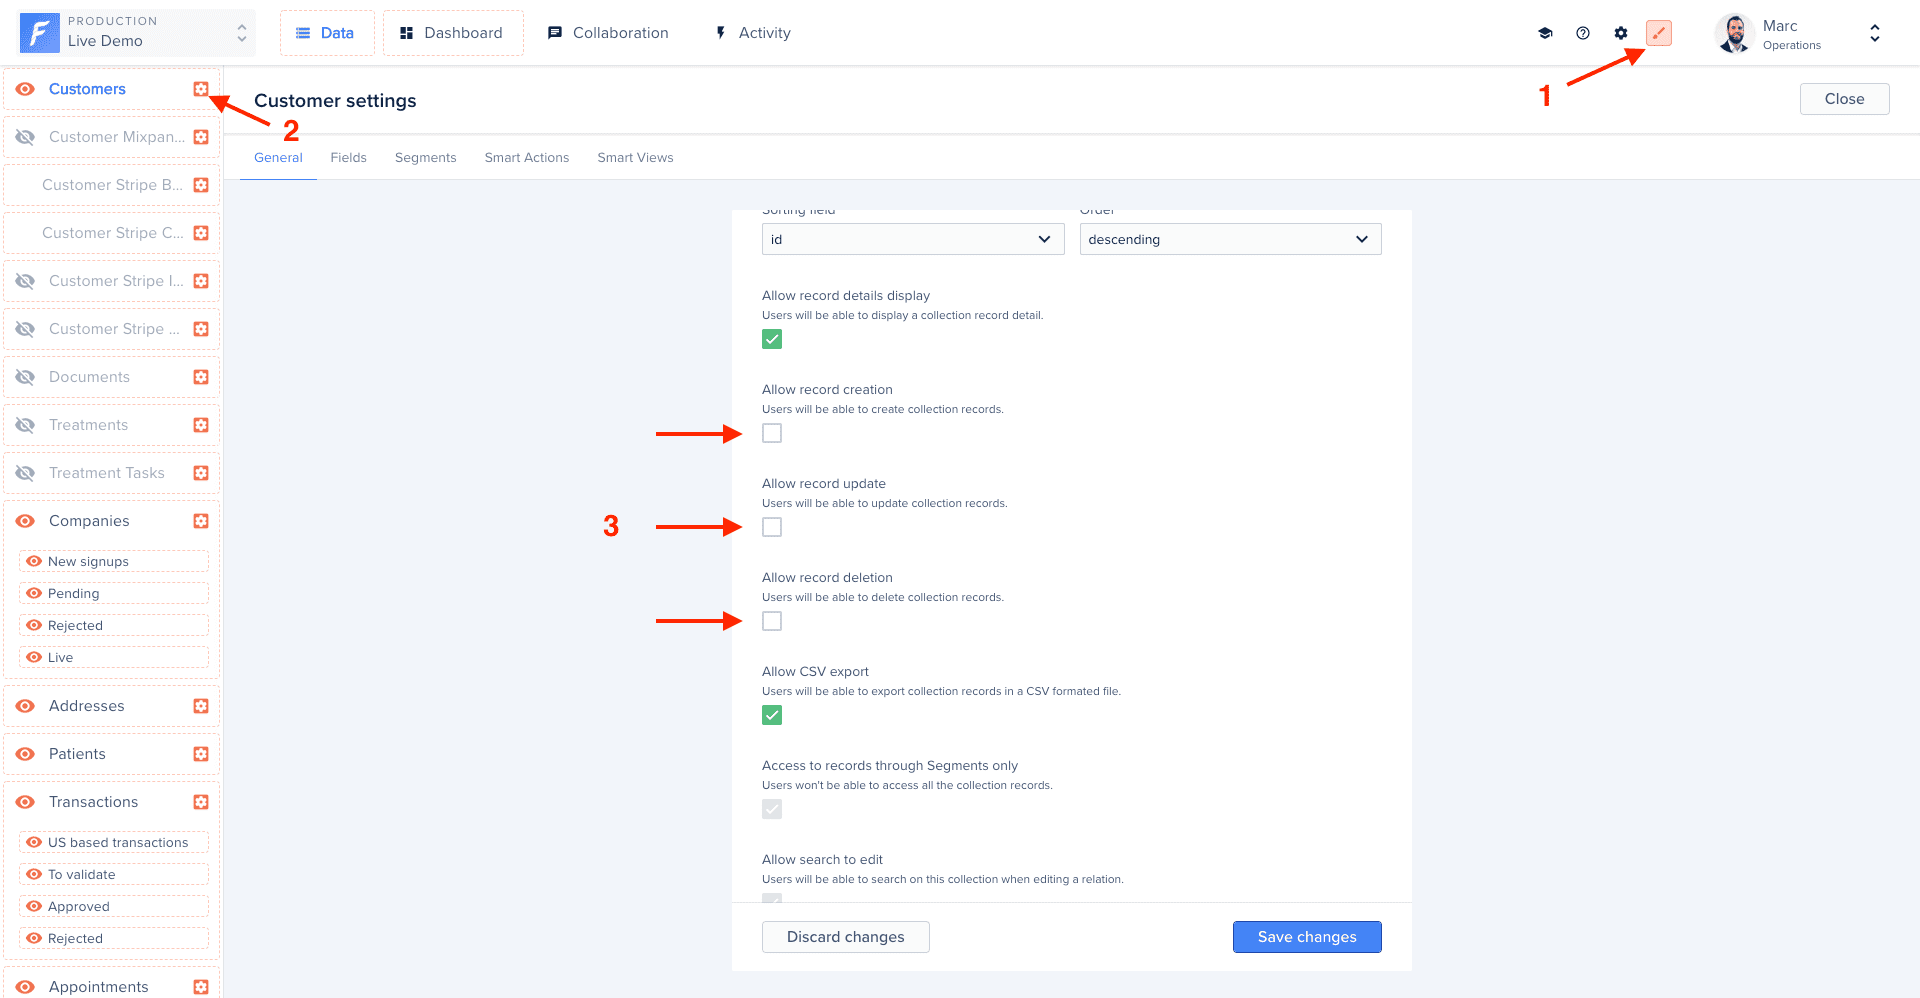 PRODUCTION
Live Demo
Data
Dashboard
Collaboration
Activity
Marc
Operations
1
Customers
Customer Mixpan...
Customer Stripe B...
Customer Stripe C...
Customer Stripe I...
Customer Stripe ...
Documents
Treatments
Treatment Tasks
Companies
New signups
Pending
Rejected
Live
Addresses
Patients
Transactions
US based transactions
To validate
Approved
Rejected
Appointments
2
Customer settings
Close
General
Fields
Segments
Smart Actions
Smart Views
Sorting field
Order
id
descending
Allow record details display
Users will be able to display a collection record detail.
Allow record creation
Users will be able to create collection records.
Allow record update
Users will be able to update collection records.
3
Allow record deletion
Users will be able to delete collection records.
Allow CSV export
Users will be able to export collection records in a CSV formated file.
Access to records through Segments only
Users won't be able to access all the collection records.
Allow search to edit
Users will be able to search on this collection when editing a relation.
Discard changes
Save changes